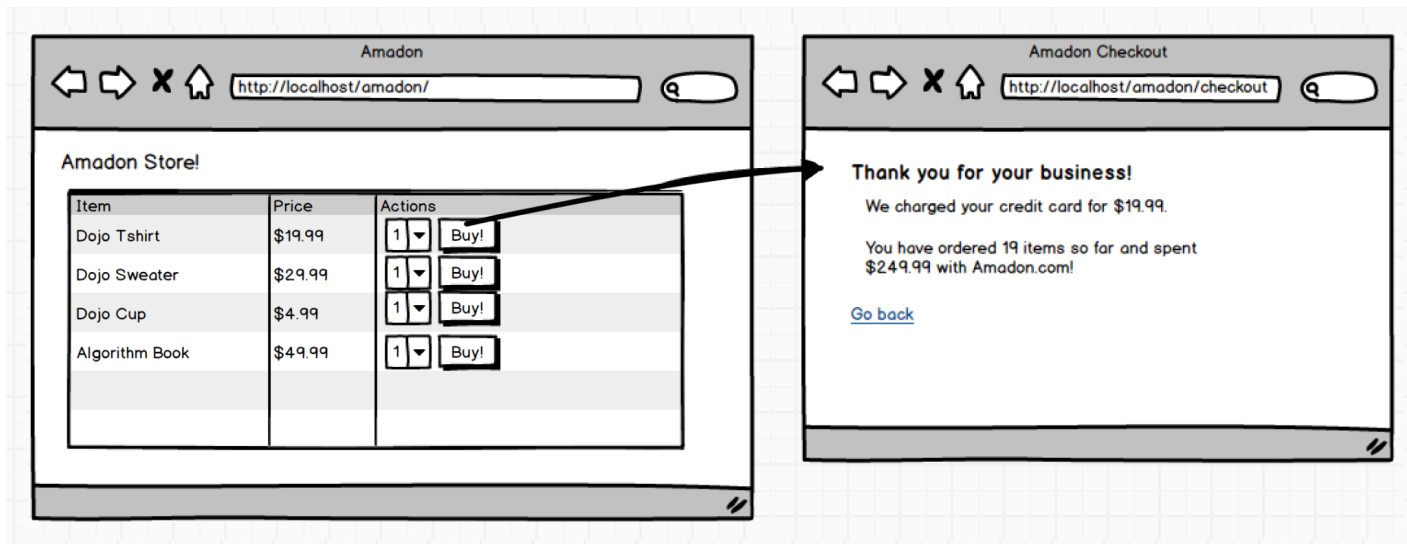 Amadon
http://localhost/amadon/
Amadon Store!
Item Price Actions
Dojo Tshirt $19.99 1 Buy!
Dojo Sweater $29.99 1 Buy!
Dojo Cup $4.99 1 Buy!
Algorithm Book $49.99 1 Buy!
Amadon Checkout
http://localhost/amadon/checkout
Thank you for your business!
We charged your credit card for $19.99.
You have ordered 19 items so far and spent
$249.99 with Amadon.com!
Go back